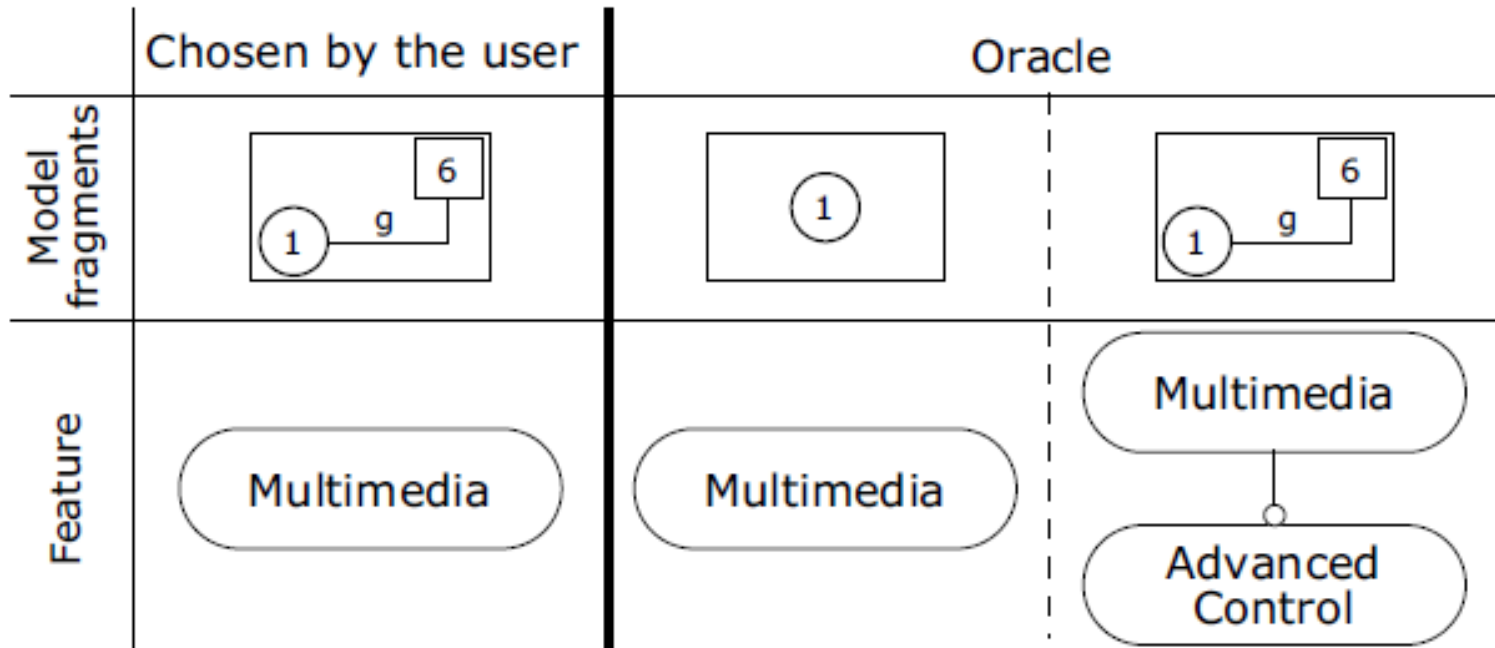 Chosen by the user
Oracle
Model
fragments
6
g
1
1
6
g
1
Feature
Multimedia
Multimedia
Multimedia
Advanced
Control